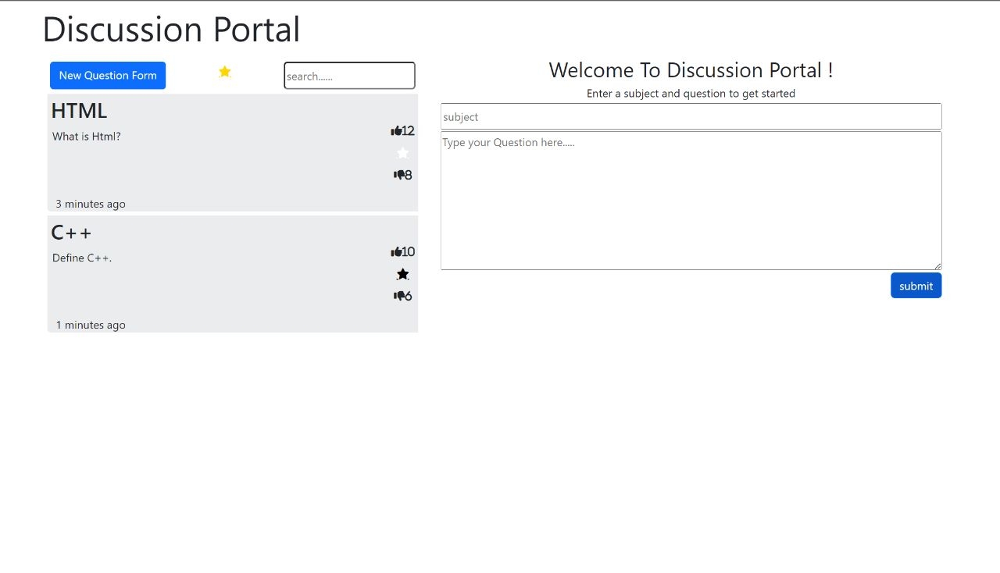 Discussion Portal
New Question Form
search......
HTML
What is Html?
12
8
3 minutes ago
C++
Define C++.
10
6
1 minutes ago
Welcome To Discussion Portal !
Enter a subject and question to get started
subject
Type your Question here.....
submit